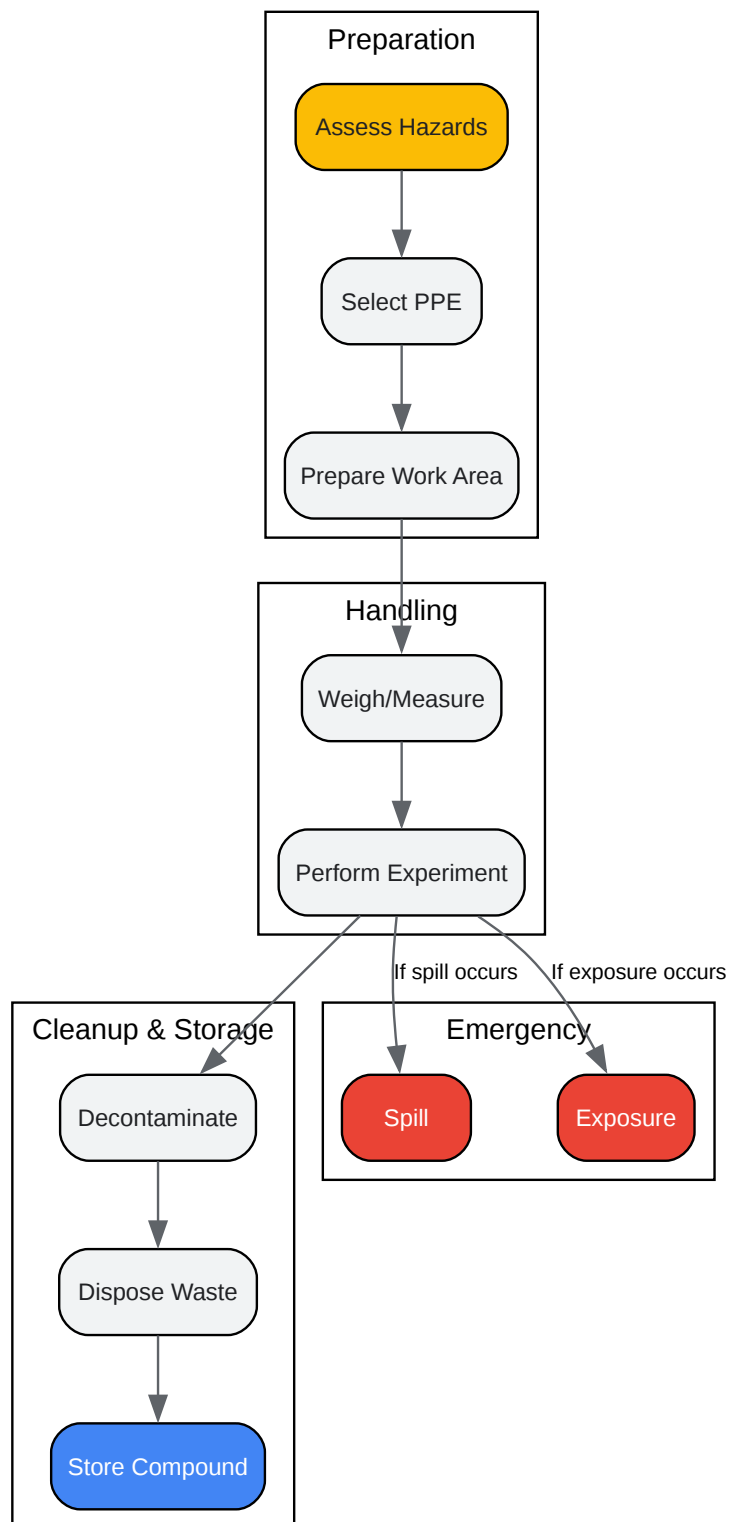 Preparation
Assess Hazards
Select PPE
Prepare Work Area
Handling
Weigh/Measure
Perform Experiment
If spill occurs
If exposure occurs
Cleanup & Storage
Emergency
Decontaminate
Spill
Exposure
Dispose Waste
Store Compound